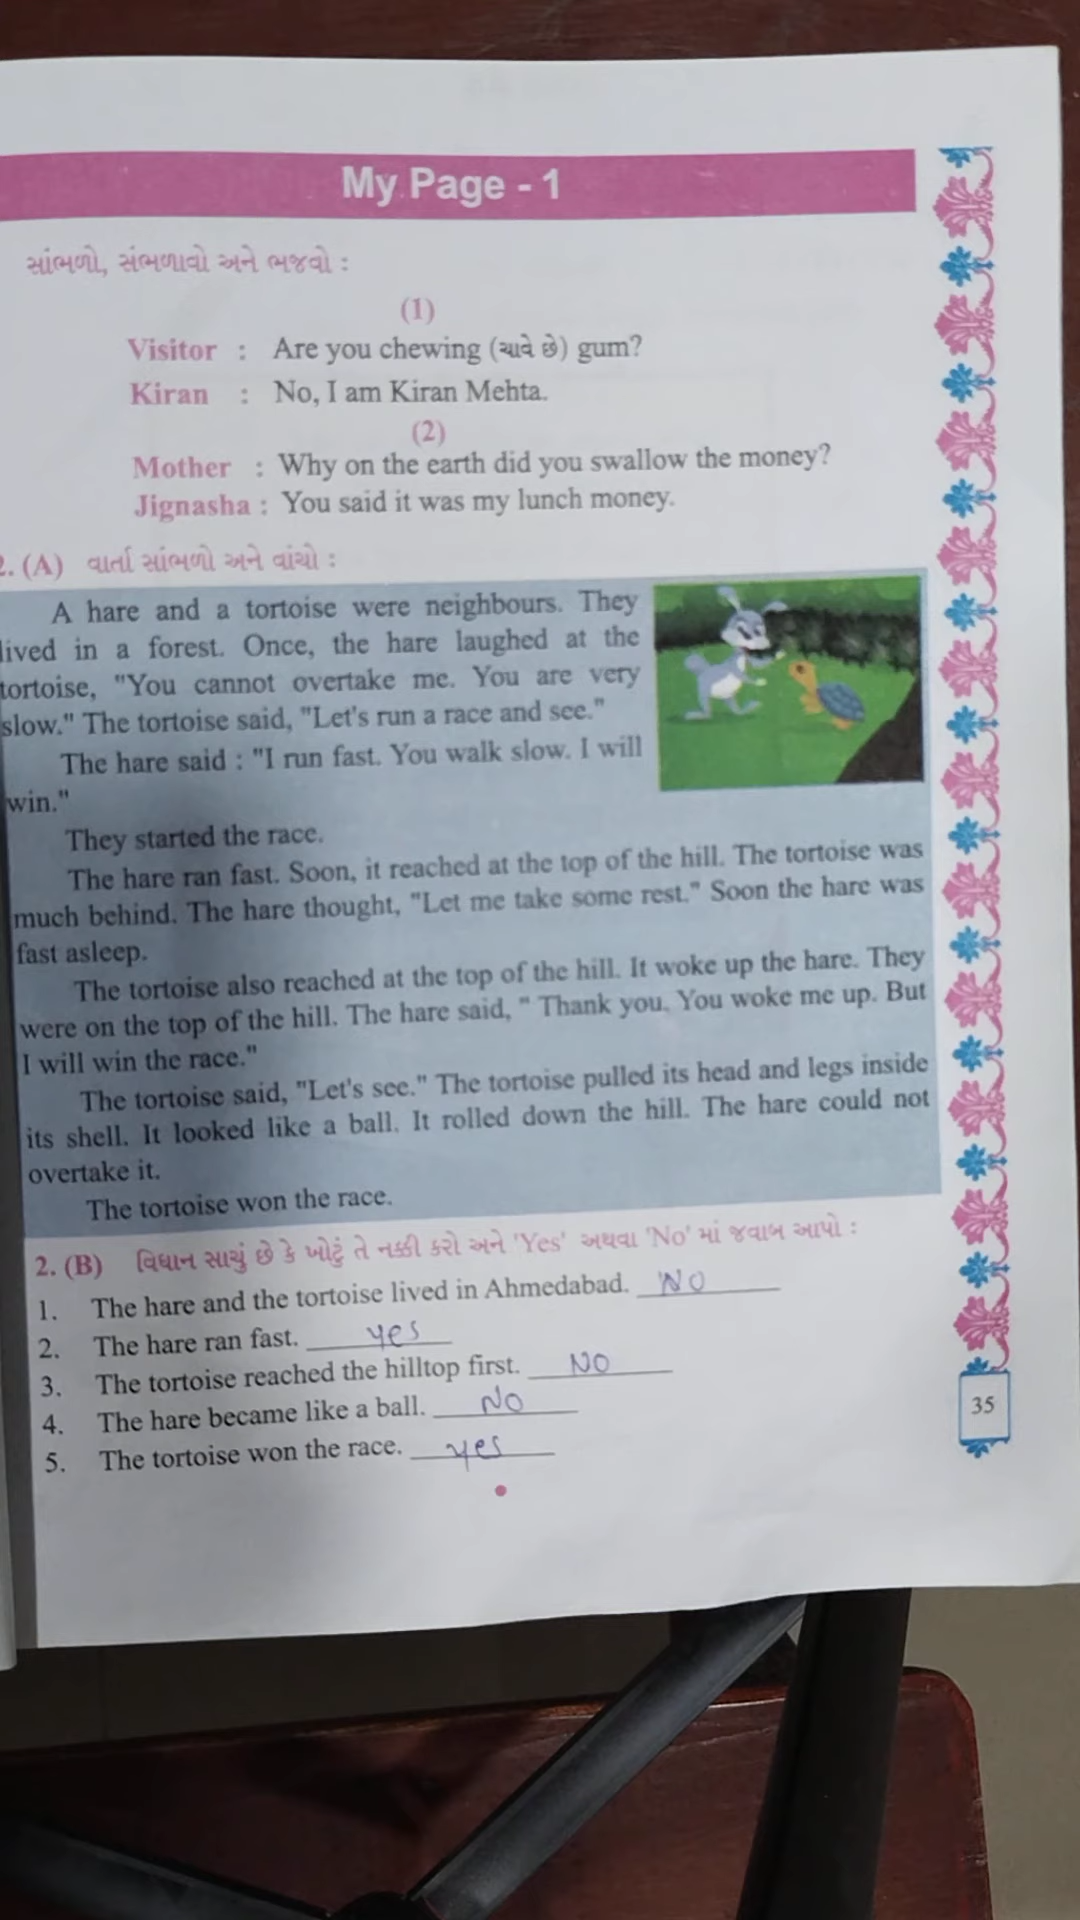 My Page - 1
સાંભળો, સંભળાવો અને ભજવો :
(1)
Visitor : Are you chewing (ચાવે છે) gum?
Kiran : No, I am Kiran Mehta.
(2)
Mother : Why on the earth did you swallow the money?
Jignasha : You said it was my lunch money.
2. (A) વાર્તા સાંભળો અને વાંચો :
A hare and a tortoise were neighbours. They
lived in a forest. Once, the hare laughed at the
tortoise, "You cannot overtake me. You are very
slow." The tortoise said, "Let's run a race and see."
The hare said : "I run fast. You walk slow. I will
win."
They started the race.
The hare ran fast. Soon, it reached at the top of the hill. The tortoise was
much behind. The hare thought, "Let me take some rest." Soon the hare was
fast asleep.
The tortoise also reached at the top of the hill. It woke up the hare. They
were on the top of the hill. The hare said, " Thank you. You woke me up. But
I will win the race."
The tortoise said, "Let's see." The tortoise pulled its head and legs inside
its shell. It looked like a ball. It rolled down the hill. The hare could not
overtake it.
The tortoise won the race.
2. (B) વિધાન સાચું છે કે ખોટું તે નક્કી કરો અને 'Yes' અથવા 'No' માં જવાબ આપો :
1. The hare and the tortoise lived in Ahmedabad. NO
2. The hare ran fast. yes
3. The tortoise reached the hilltop first. NO
4. The hare became like a ball. NO
5. The tortoise won the race. yes
35